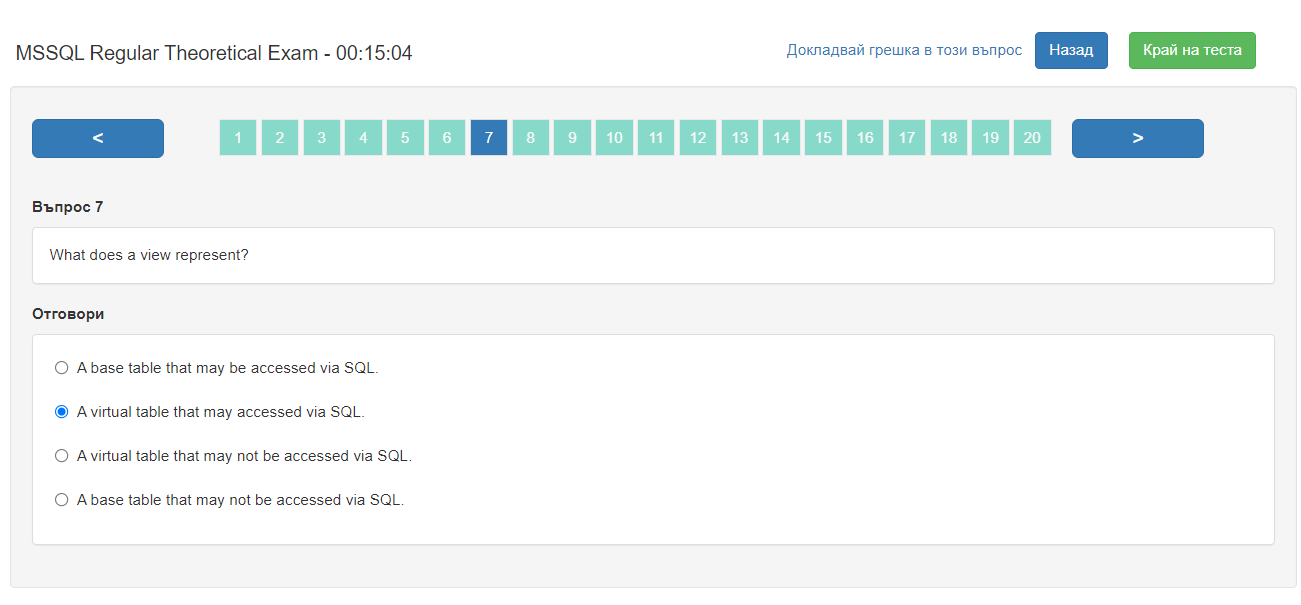 MSSQL Regular Theoretical Exam - 00:15:04
Докладвай грешка в този въпрос
Назад
Край на теста
<
1 2 3 4 5 6 7 8 9 10 11 12 13 14 15 16 17 18 19 20
>
Въпрос 7
What does a view represent?
Отговори
A base table that may be accessed via SQL.
A virtual table that may accessed via SQL.
A virtual table that may not be accessed via SQL.
A base table that may not be accessed via SQL.